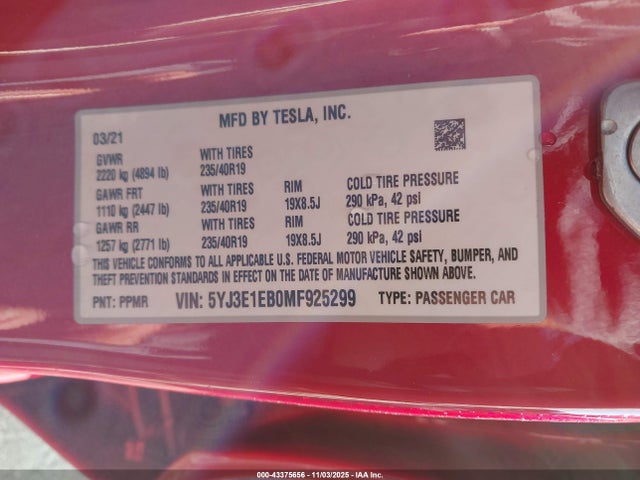 MFD BY TESLA, INC.
03/21
GVWR WITH TIRES
2220 kg (4894 lb) 235/40R19
GAWR FRT WITH TIRES RIM COLD TIRE PRESSURE
1110 kg (2447 lb) 235/40R19 19X8.5J 290 kPa, 42 psi
GAWR RR WITH TIRES RIM COLD TIRE PRESSURE
1257 kg (2771 lb) 235/40R19 19X8.5J 290 kPa, 42 psi
THIS VEHICLE CONFORMS TO ALL APPLICABLE U.S. FEDERAL MOTOR VEHICLE SAFETY, BUMPER, AND
THEFT PREVENTION STANDARDS IN EFFECT ON THE DATE OF MANUFACTURE SHOWN ABOVE.
PNT: PPMR VIN: 5YJ3E1EB0MF925299 TYPE: PASSENGER CAR
000-43375656 - 11/03/2025 - IAA Inc.